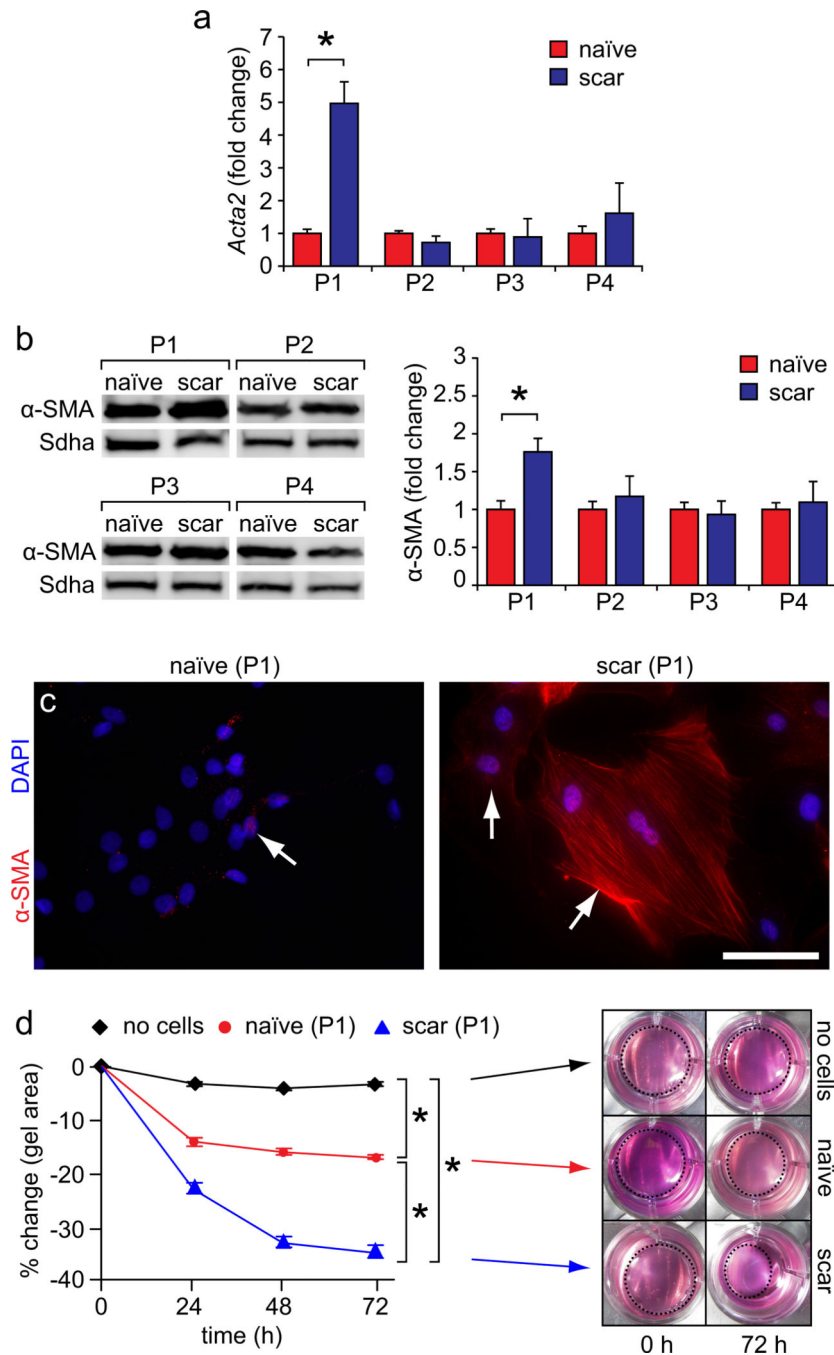 a
Acta2 (fold change)
7
6
5
4
3
2
1
0
*
naïve
scar
P1 P2 P3 P4
b
P1 P2
naïve scar naïve scar
α-SMA
Sdha
P3 P4
naïve scar naïve scar
α-SMA
Sdha
α-SMA (fold change)
3
2.5
2
1.5
1
0.5
0
*
naïve
scar
P1 P2 P3 P4
naïve (P1) scar (P1)
c
α-SMA DAPI
d
no cells naïve (P1) scar (P1)
% change (gel area)
0
-10
-20
-30
-40
0 24 48 72
time (h)
*
*
*
no cells
naïve
scar
0 h 72 h